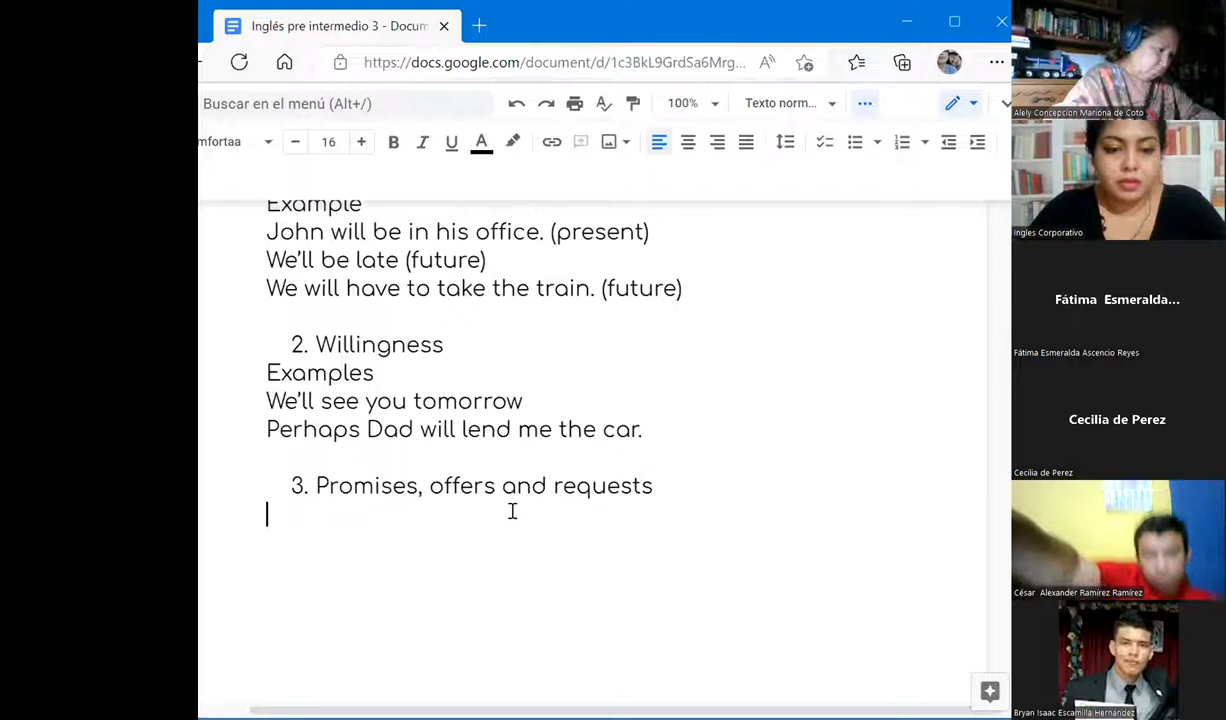 Inglés pre intermedio 3 - Docum
https://docs.google.com/document/d/1c3BkL9GrdSa6Mrg...
Buscar en el menú (Alt+/)
100%
Texto norm...
mfortaa
16
Example
John will be in his office. (present)
We'll be late (future)
We will have to take the train. (future)
2. Willingness
Examples
We'll see you tomorrow
Perhaps Dad will lend me the car.
3. Promises, offers and requests
Alely Concepcion Mariona de Coto
Ingles Corporativo
Fátima Esmeralda...
Fátima Esmeralda Ascencio Reyes
Cecilia de Perez
Cecilia de Perez
César Alexander Ramírez Ramírez
Bryan Isaac Escamilla Hernández